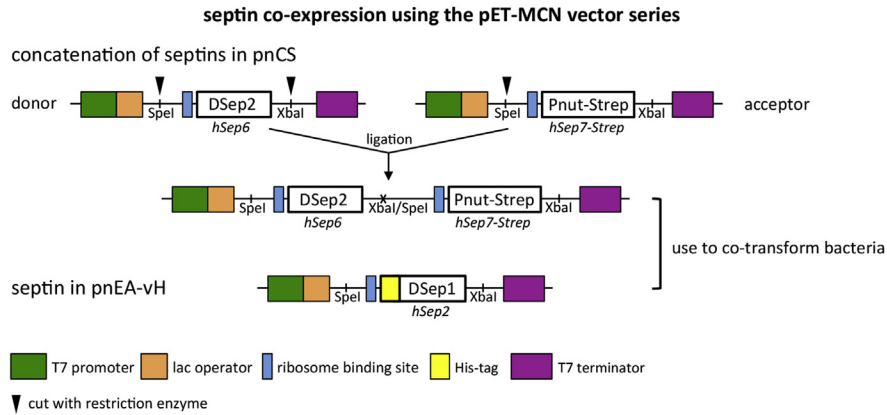 septin co-expression using the pET-MCN vector series
concatenation of septins in pnCS
donor
SpeI
DSep2
XbaI
hSep6
SpeI
Pnut-Strep
XbaI
hSep7-Strep
acceptor
ligation
SpeI
DSep2
x
XbaI/SpeI
Pnut-Strep
XbaI
hSep6
hSep7-Strep
use to co-transform bacteria
septin in pnEA-vH
SpeI
DSep1
XbaI
hSep2
T7 promoter
lac operator
ribosome binding site
His-tag
T7 terminator
cut with restriction enzyme